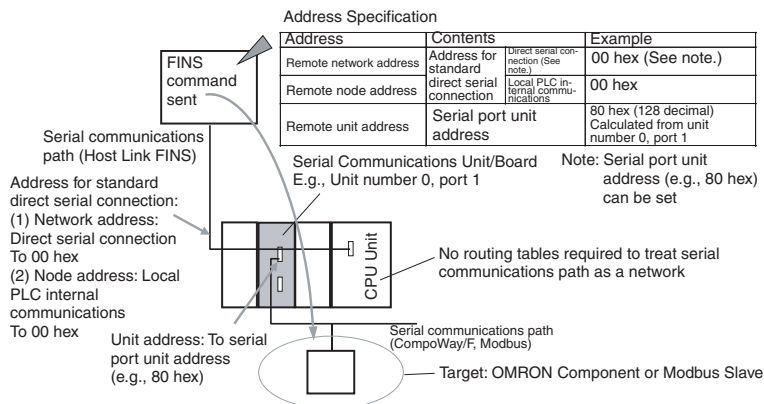 Address Specification
Address Contents Example
Remote network address
Address for
standard
direct serial
connection
Direct serial con-
nection (See
note.)
00 hex (See note.)
Remote node address
Local PLC in-
ternal commu-
nications
00 hex
Remote unit address
Serial port unit
address
80 hex (128 decimal)
Calculated from unit
number 0, port 1
FINS
command
sent
Serial communications
path (Host Link FINS)
Serial Communications Unit/Board
E.g., Unit number 0, port 1
Note: Serial port unit
address (e.g., 80 hex)
can be set
Address for standard
direct serial connection:
(1) Network address:
Direct serial connection
To 00 hex
(2) Node address: Local
PLC internal
communications
To 00 hex
CPU Unit
No routing tables required to treat serial
communications path as a network
Unit address: To serial
port unit address
(e.g., 80 hex)
Serial communications path
(CompoWay/F, Modbus)
Target: OMRON Component or Modbus Slave